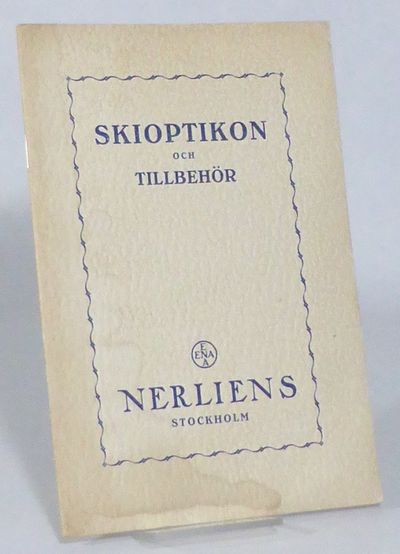 SKIOPTIKON
OCH
TILLBEHÖR
E
ENA
A
NERLIENS
STOCKHOLM